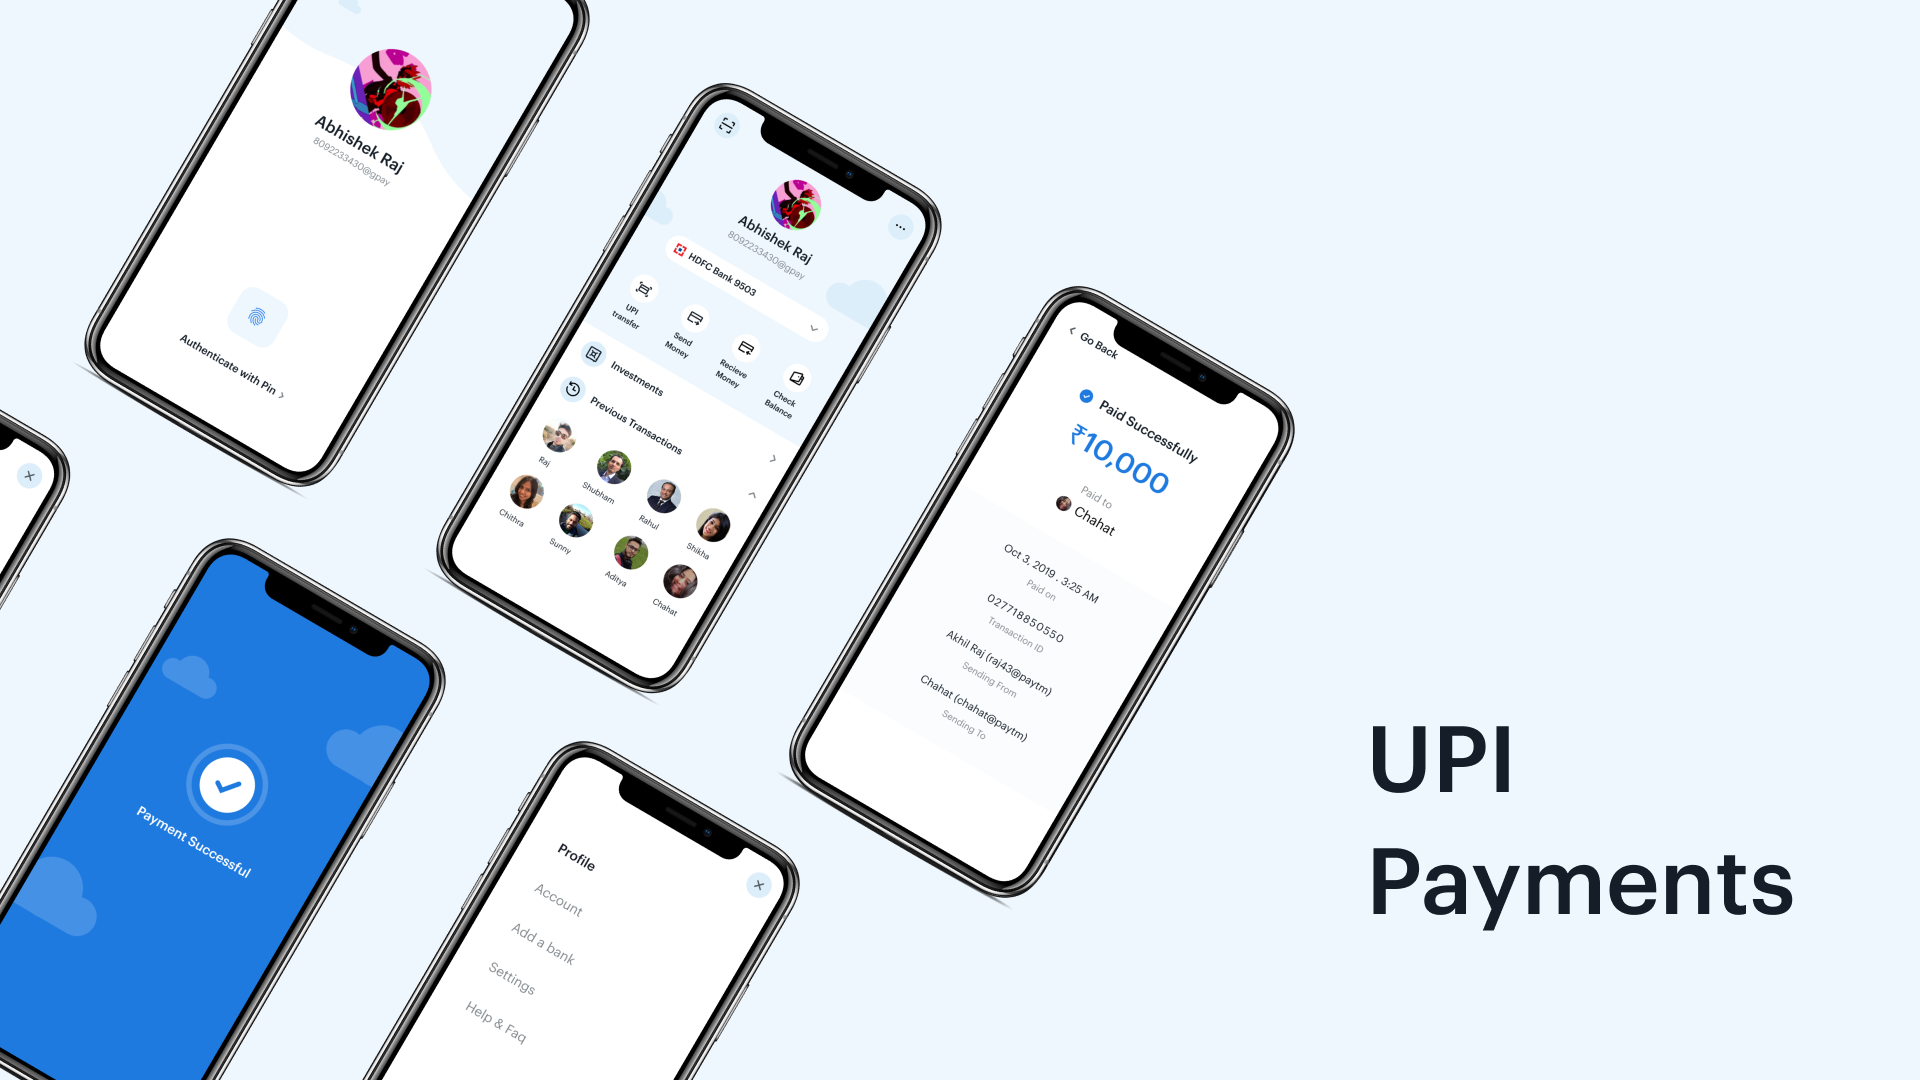 Abhishek Raj
8092233430@gpay
Authenticate with Pin
Abhishek Raj
8092233430@gpay
HDFC Bank 9503
UPI
transfer
Send
Money
Recieve
Money
Check
Balance
Investments
Previous Transactions
Raj
Shubham
Rahul
Shikha
Chithra
Sunny
Aditya
Chahat
Go Back
Paid Successfully
₹10,000
Paid to
Chahat
Oct 3, 2019 . 3:25 AM
Paid on
027718850550
Transaction ID
Akhil Raj (raj43@paytm)
Sending From
Chahat (chahat@paytm)
Sending To
Payment Successful
Profile
Account
Add a bank
Settings
Help & Faq
UPI
Payments